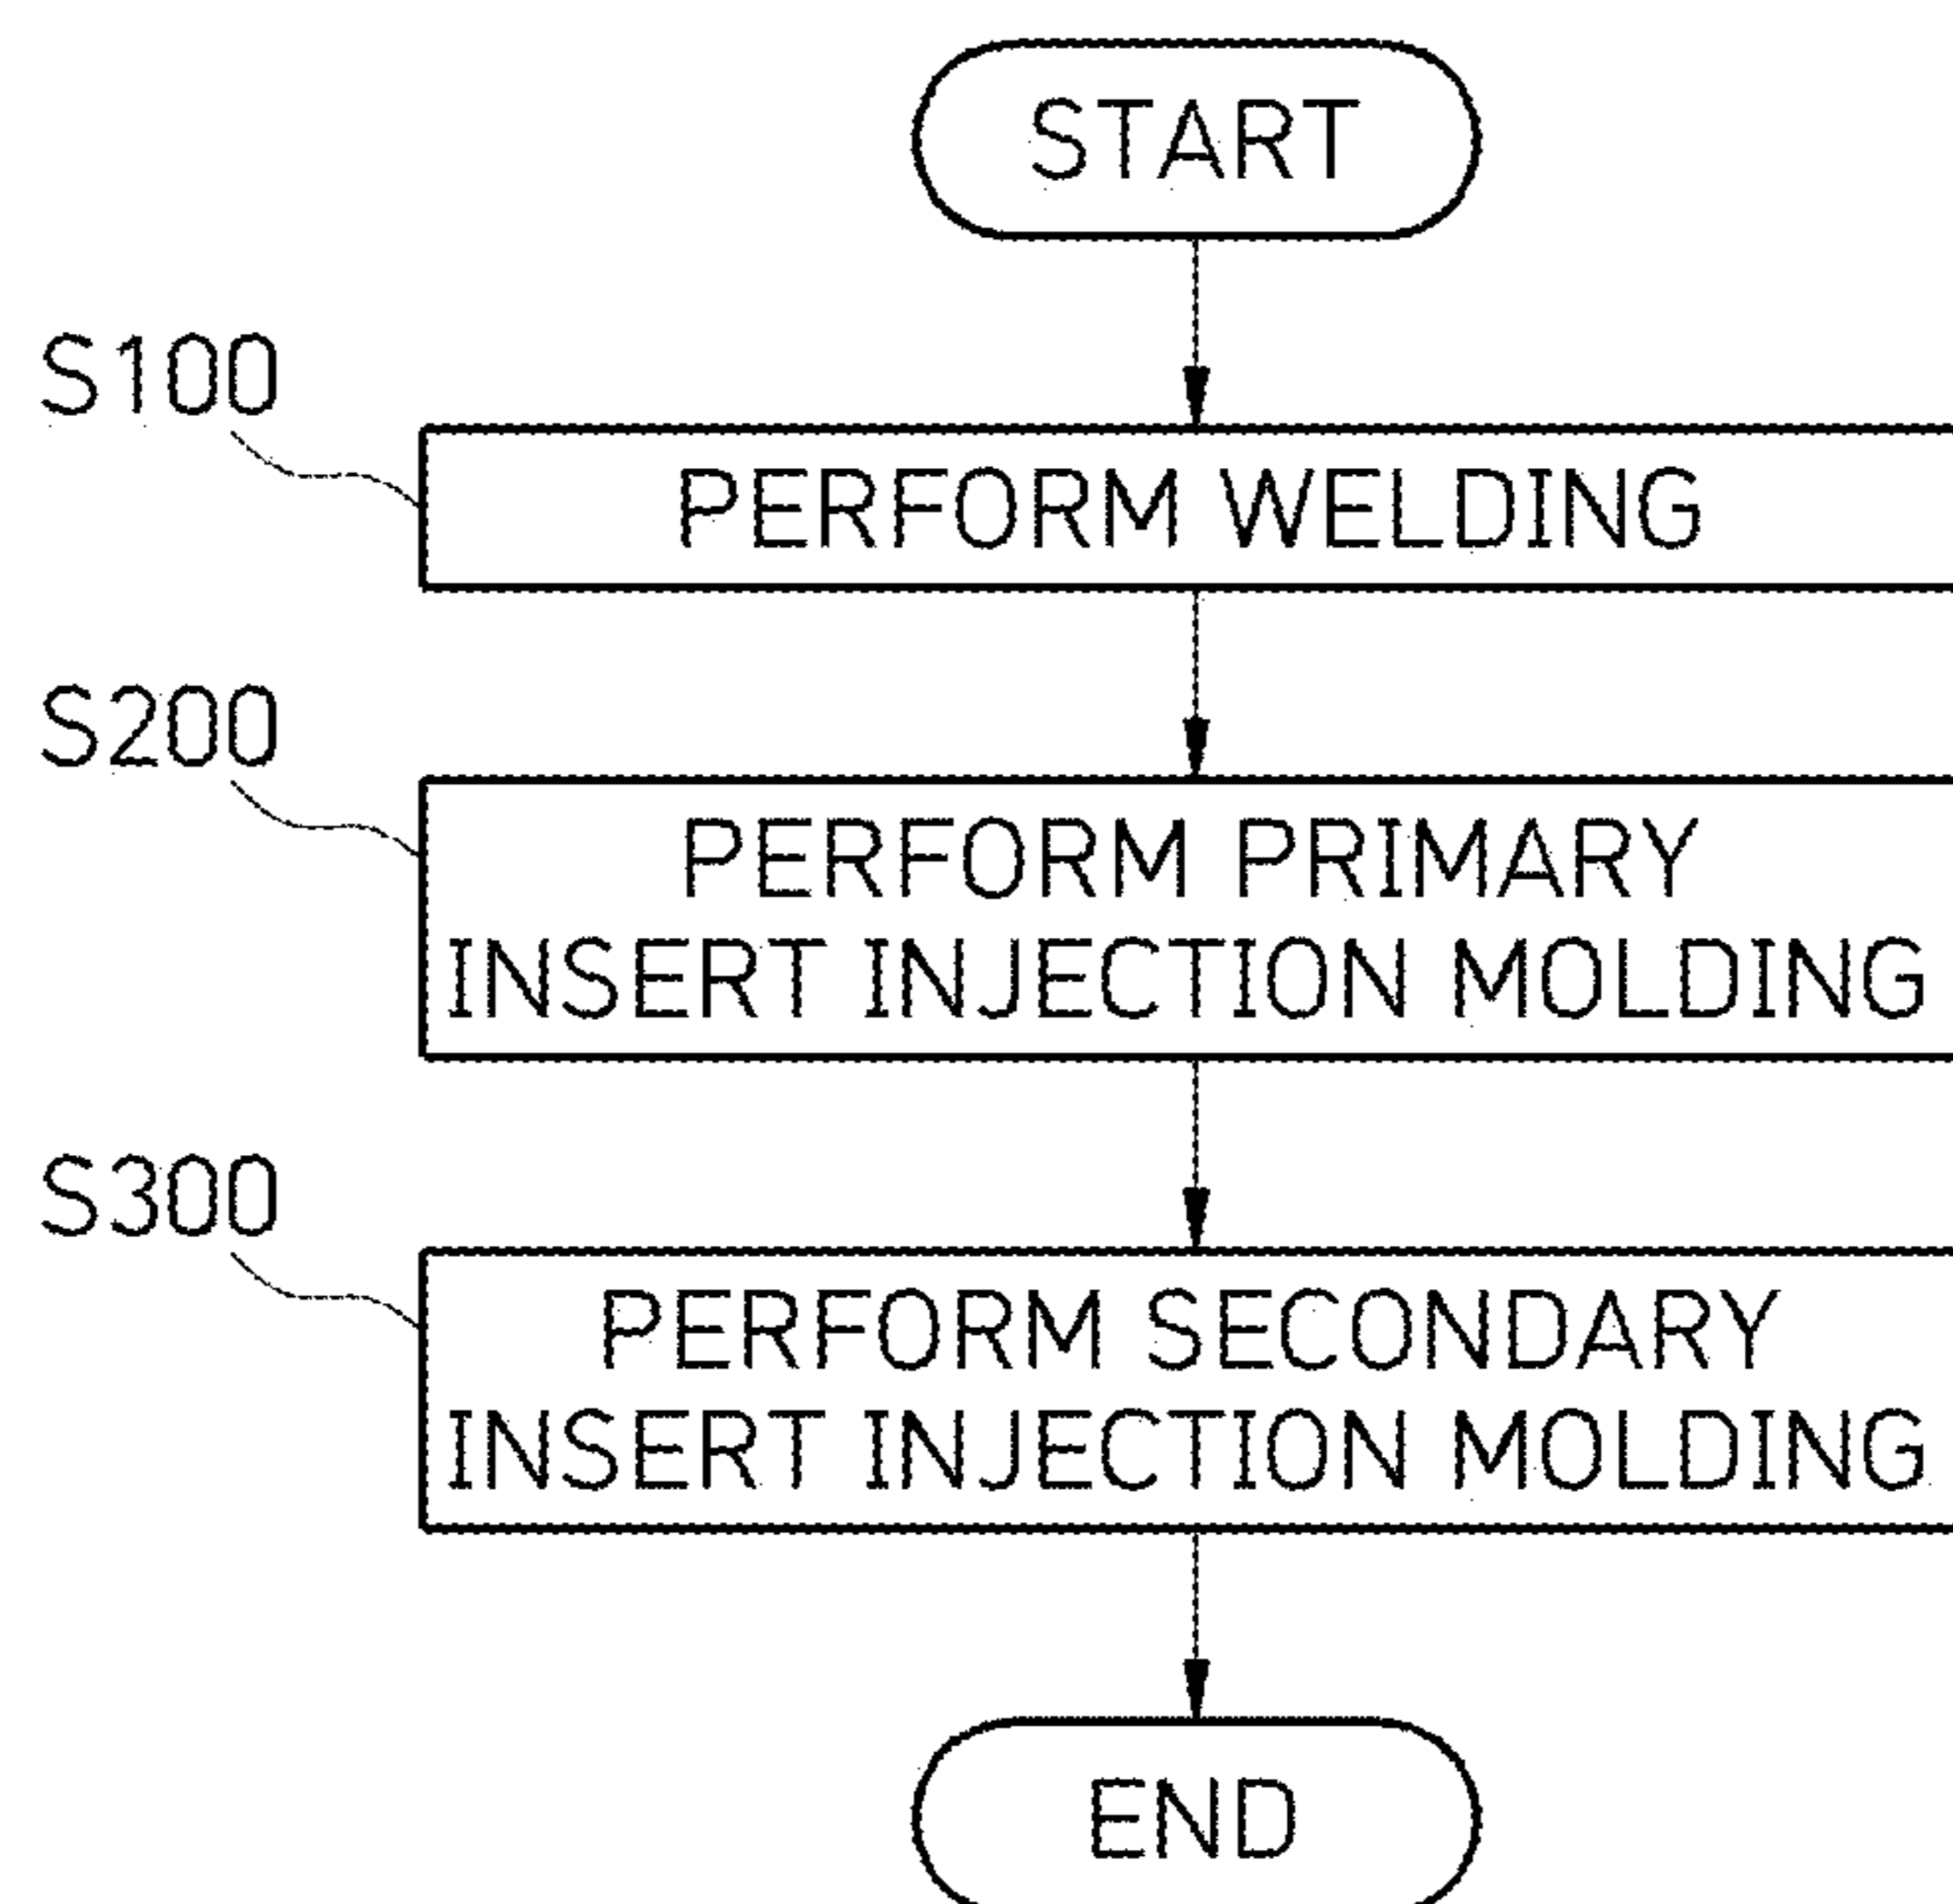 START
S100
PERFORM WELDING
S200
PERFORM PRIMARY
INSERT INJECTION MOLDING
S300
PERFORM SECONDARY
INSERT INJECTION MOLDING
END